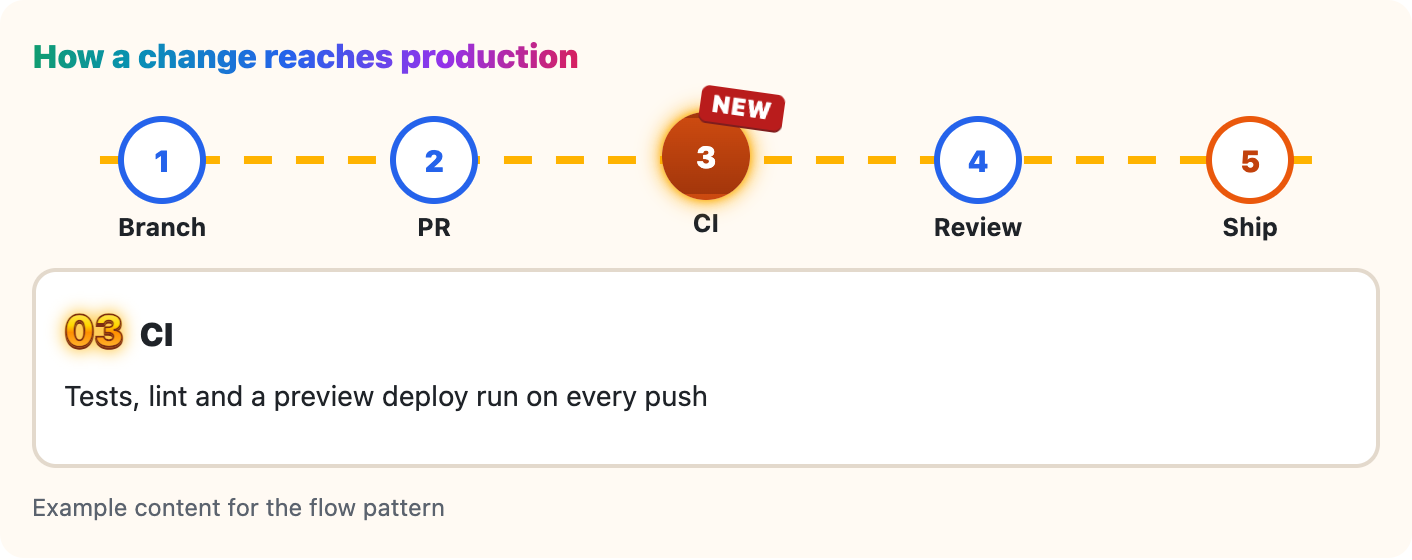 How a change reaches production
NEW
1 2 3 4 5
Branch PR CI Review Ship
03 CI
Tests, lint and a preview deploy run on every push
Example content for the flow pattern